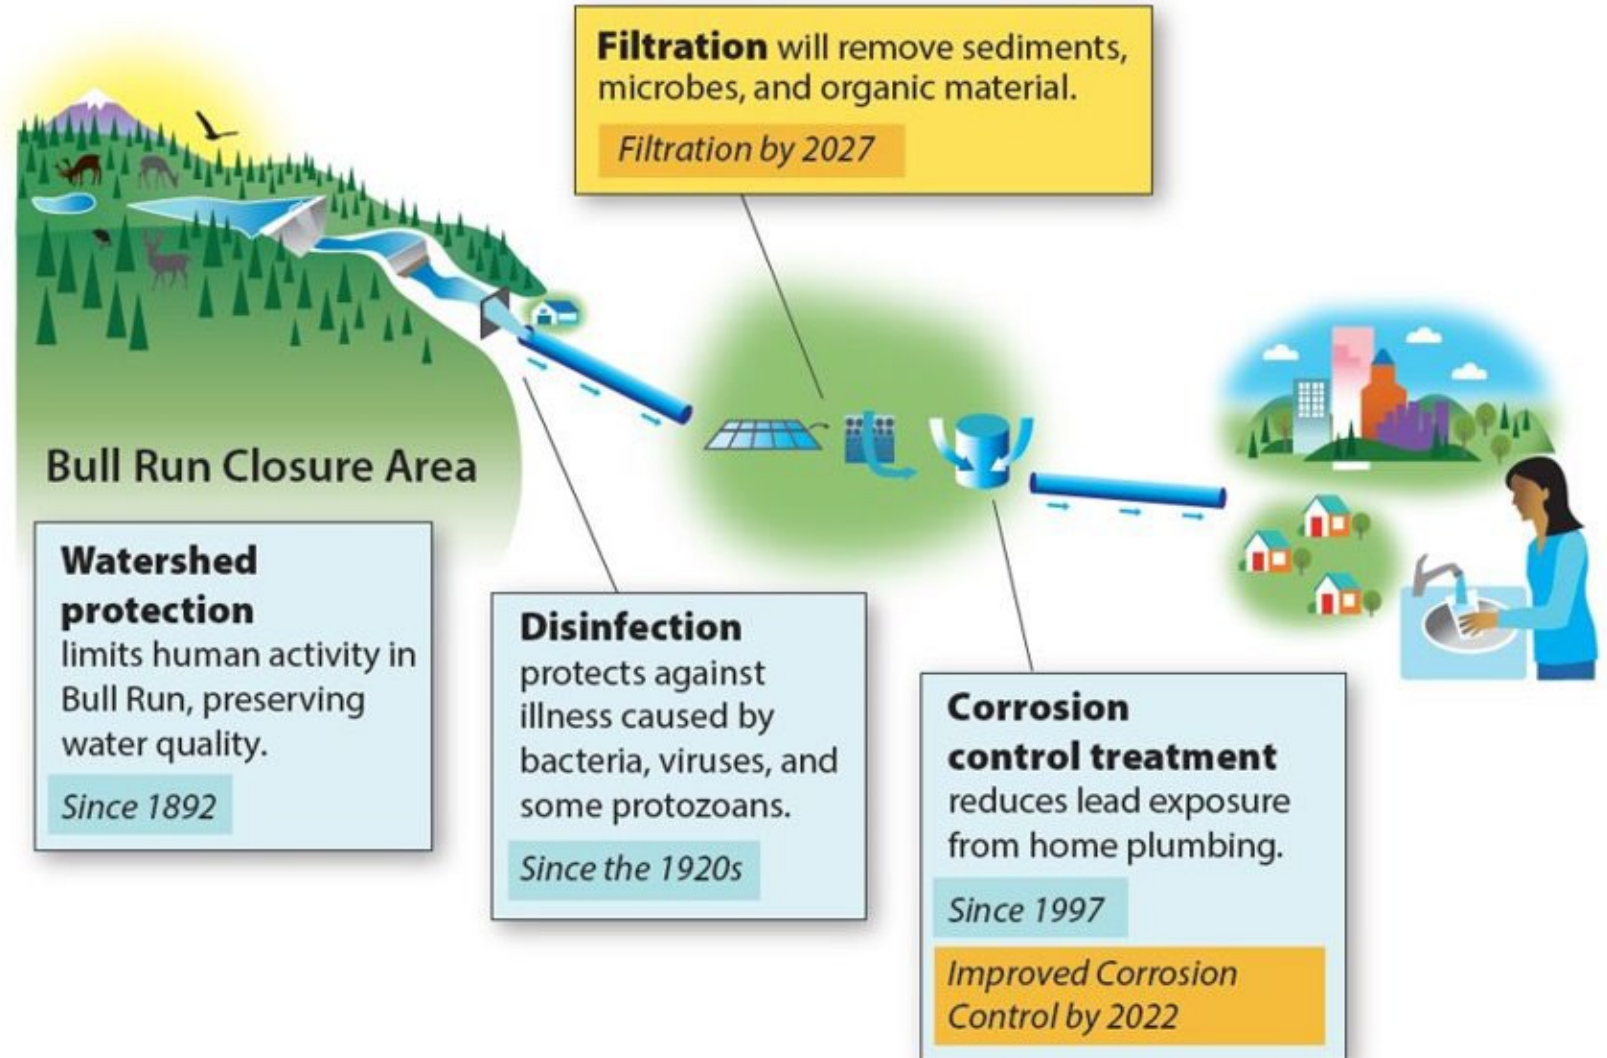 Filtration will remove sediments,
microbes, and organic material.
Filtration by 2027
Bull Run Closure Area
Watershed
protection
limits human activity in
Bull Run, preserving
water quality.
Since 1892
Disinfection
protects against
illness caused by
bacteria, viruses, and
some protozoans.
Since the 1920s
Corrosion
control treatment
reduces lead exposure
from home plumbing.
Since 1997
Improved Corrosion
Control by 2022